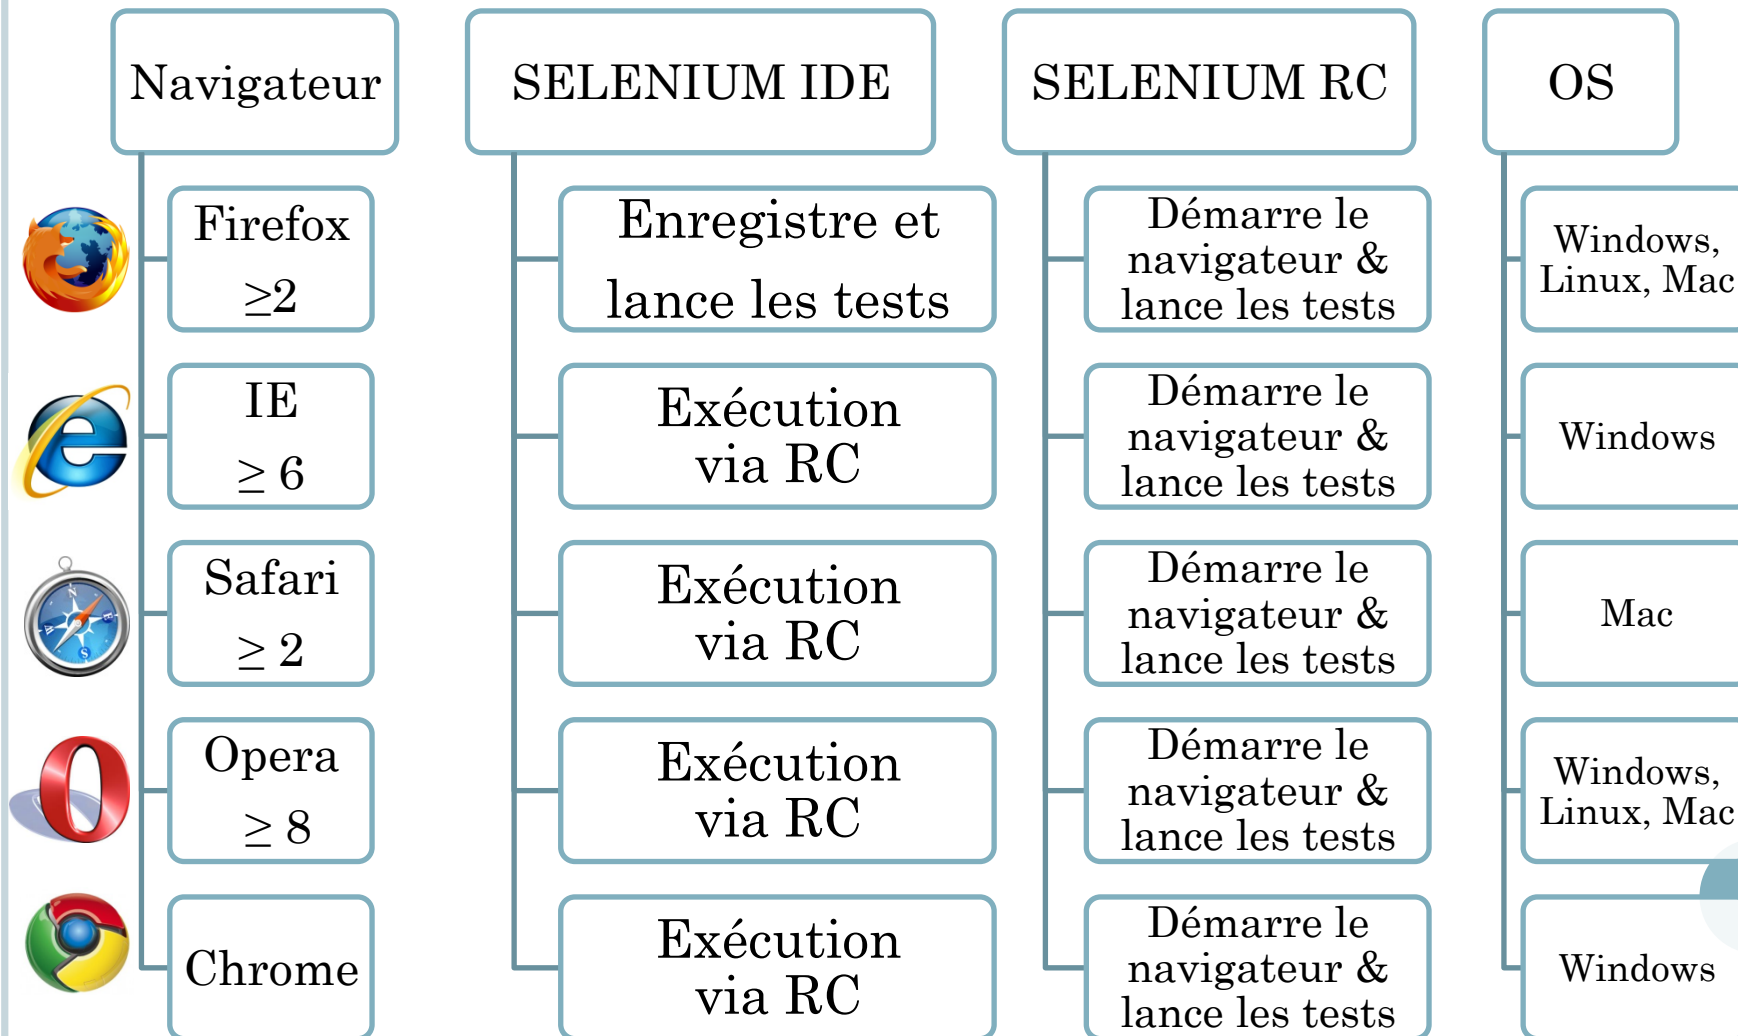 Navigateur
SELENIUM IDE
SELENIUM RC
OS
Firefox
≥2
Enregistre et
lance les tests
Démarre le
navigateur &
lance les tests
Windows,
Linux, Mac
IE
≥ 6
Exécution
via RC
Démarre le
navigateur &
lance les tests
Windows
Safari
≥ 2
Exécution
via RC
Démarre le
navigateur &
lance les tests
Mac
Opera
≥ 8
Exécution
via RC
Démarre le
navigateur &
lance les tests
Windows,
Linux, Mac
Chrome
Exécution
via RC
Démarre le
navigateur &
lance les tests
Windows